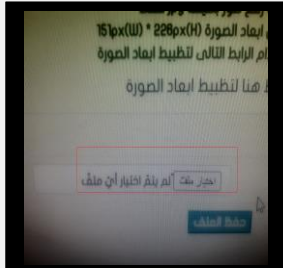 ابعاد الصورة 151px(W) * 226px(H)
الرابط التالى لتظبيط ابعاد الصورة
هنا لتظبيط ابعاد الصورة
اختيار ملف لم يتم اختيار أي ملف
حفظ الملف